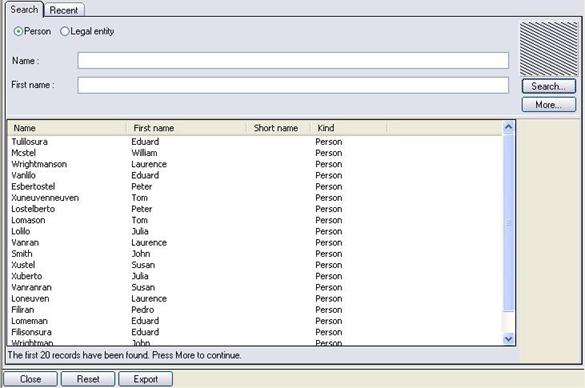 Search Recent
Person Legal entity
Name :
First name :
Search...
More...
Name First name Short name Kind
Tulilosura Eduard Person
Mcstel William Person
Wrightmanson Laurence Person
Vanlilo Eduard Person
Esbertostel Peter Person
Xuneuvenneuven Tom Person
Lostelberto Peter Person
Lomason Tom Person
Lolilo Julia Person
Vanran Laurence Person
Smith John Person
Xustel Susan Person
Xuberto Julia Person
Vanranran Susan Person
Loneuven Laurence Person
Filiran Pedro Person
Lomeman Eduard Person
Filisonsura Eduard Person
Wrightman John Person
The first 20 records have been found. Press More to continue.
Close Reset Export